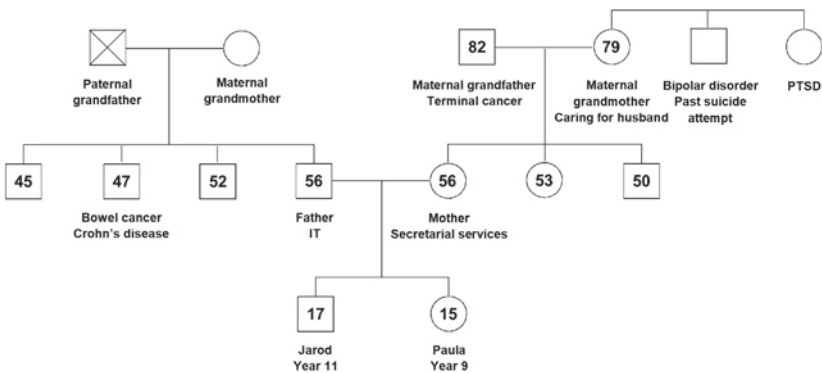 82
79
Paternal
grandfather
Maternal
grandmother
Maternal grandfather
Terminal cancer
Maternal
grandmother
Caring for husband
Bipolar disorder
Past suicide
attempt
PTSD
45
47
52
56
56
53
50
Bowel cancer
Crohn's disease
Father
IT
Mother
Secretarial services
17
15
Jarod
Year 11
Paula
Year 9